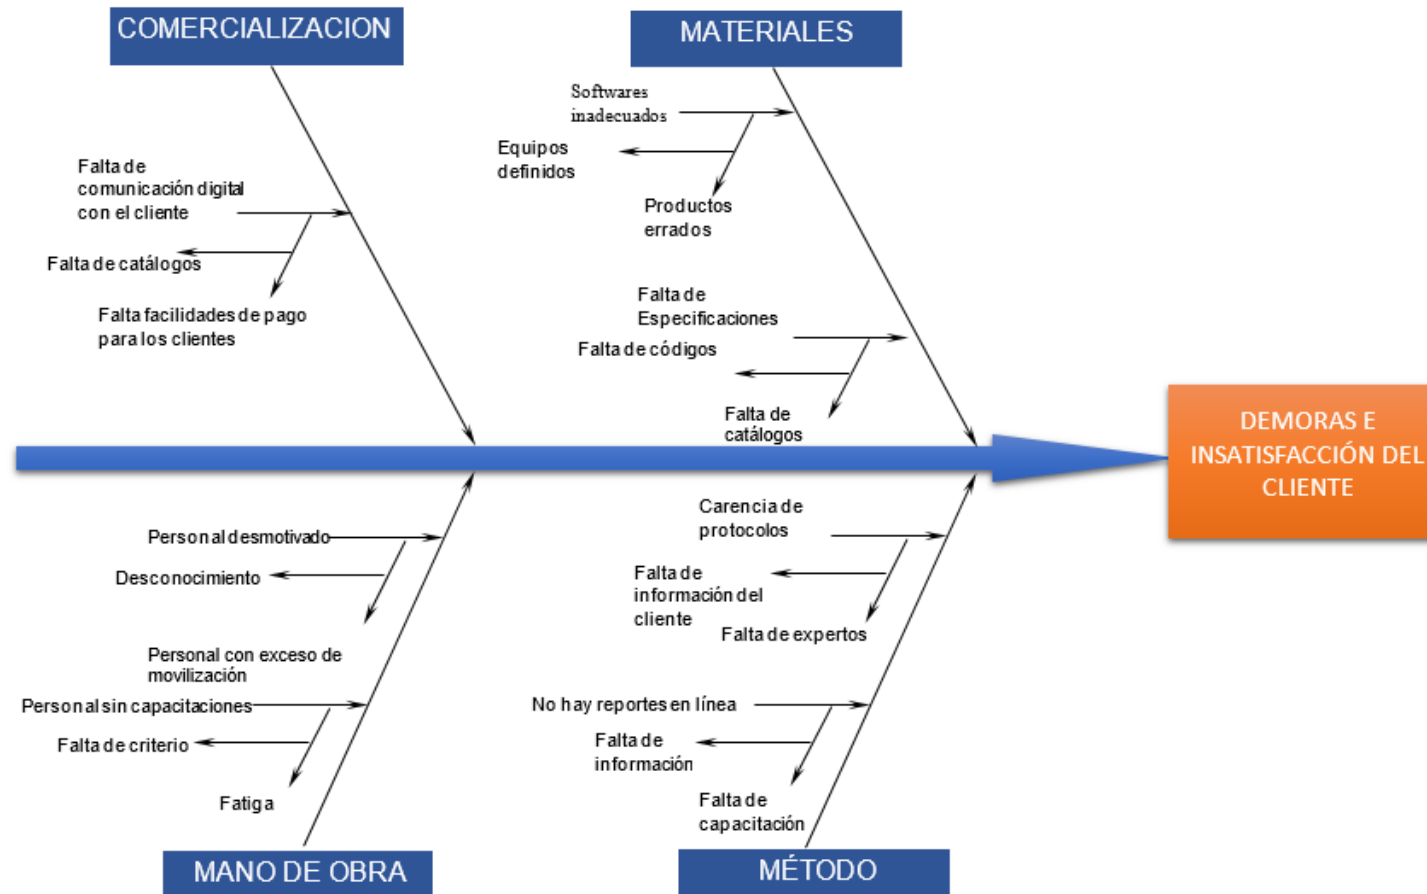 COMERCIALIZACION
MATERIALES
Softwares
inadecuados
Equipos
definidos
Productos
errados
Falta de
comunicación digital
con el cliente
Falta de catálogos
Falta facilidades de pago
para los clientes
Falta de
Especificaciones
Falta de códigos
Falta de
catálogos
DEMORAS E
INSATISFACCIÓN DEL
CLIENTE
Personal desmotivado
Desconocimiento
Personal con exceso de
movilización
Personal sin capacitaciones
Falta de criterio
Fatiga
Carencia de
protocolos
Falta de
información del
cliente
Falta de expertos
No hay reportes en línea
Falta de
información
Falta de
capacitación
MANO DE OBRA
MÉTODO